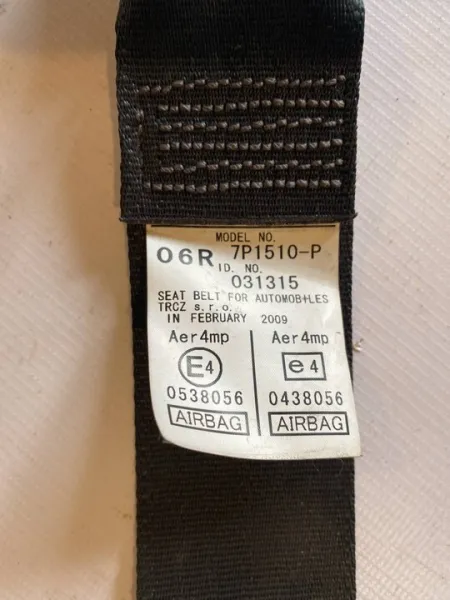 MODEL NO.
06R 7P1510-P
ID. NO.
031315
SEAT BELT FOR AUTOMOBILES
TRCZ s.r.o.
IN FEBRUARY 2009
Aer4mp Aer4mp
E4 e4
0538056 0438056
AIRBAG AIRBAG